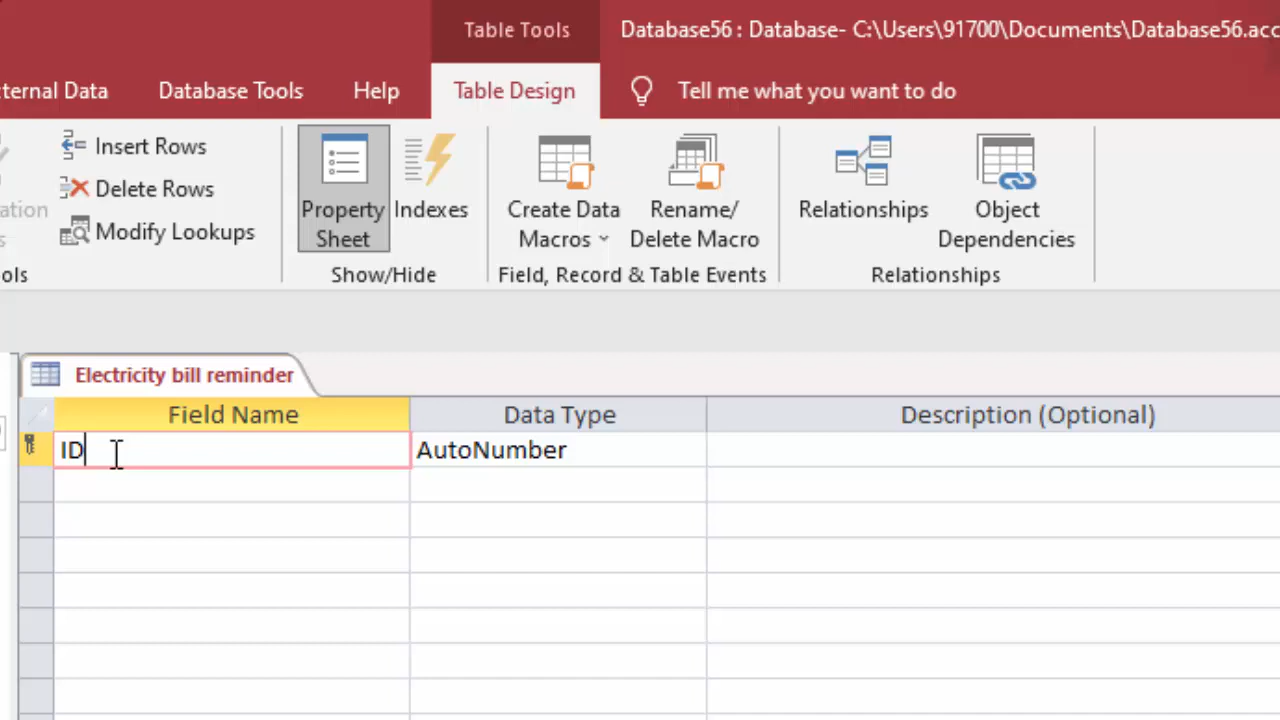 Table Tools
Database56 : Database- C:\Users\91700\Documents\Database56.acc
ternal Data Database Tools Help Table Design Tell me what you want to do
Insert Rows
Delete Rows
Modify Lookups
ation
s
ools
Property Sheet
Indexes
Show/Hide
Create Data Macros
Rename/ Delete Macro
Field, Record & Table Events
Relationships
Object Dependencies
Relationships
Electricity bill reminder
Field Name Data Type Description (Optional)
ID AutoNumber